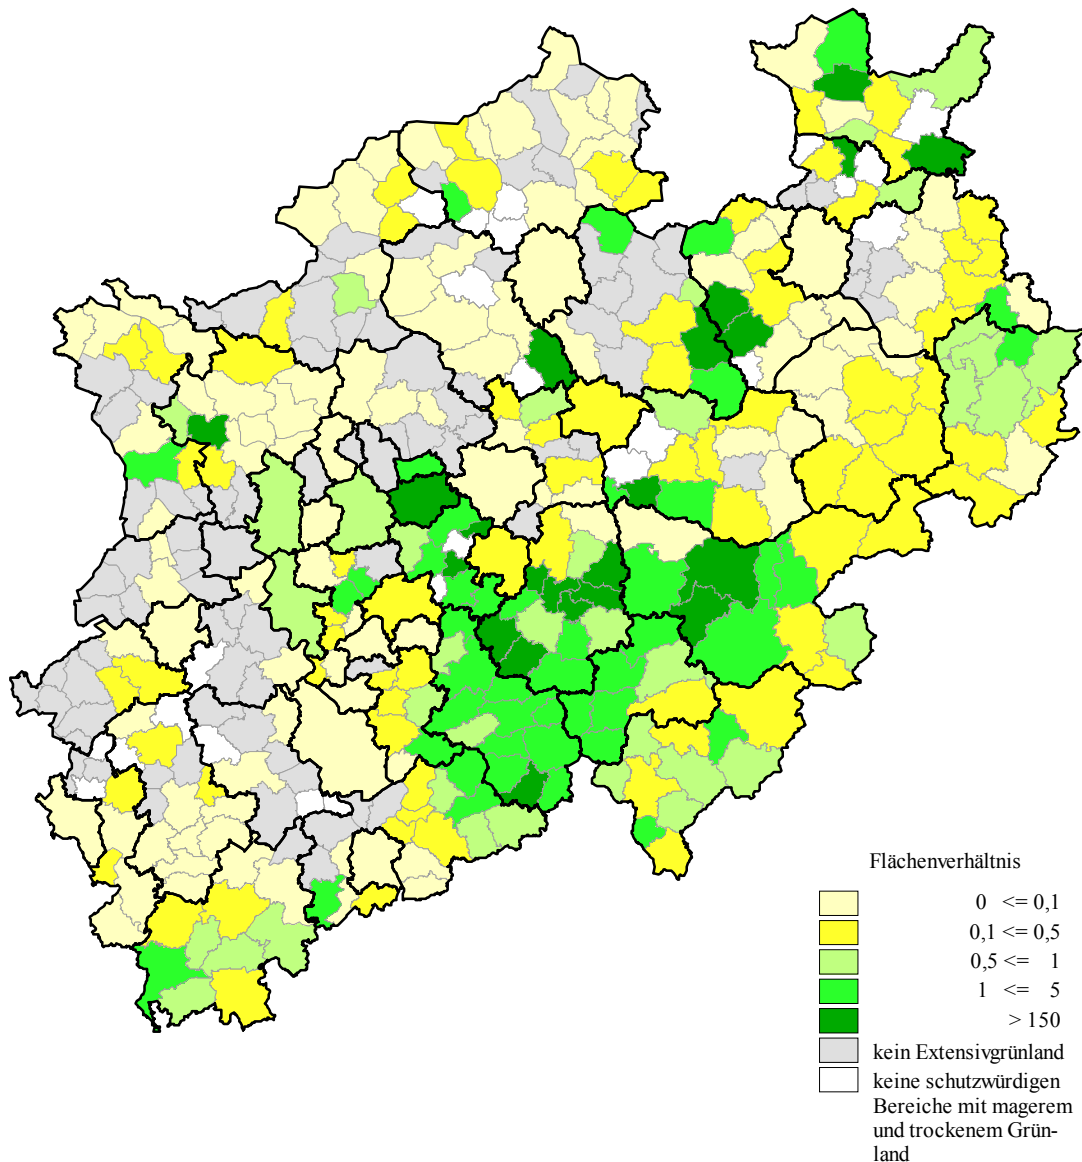 Flächenverhältnis
0 <= 0,1
0,1 <= 0,5
0,5 <= 1
1 <= 5
> 150
kein Extensivgrünland
keine schutzwürdigen
Bereiche mit magerem
und trockenem Grün-
land